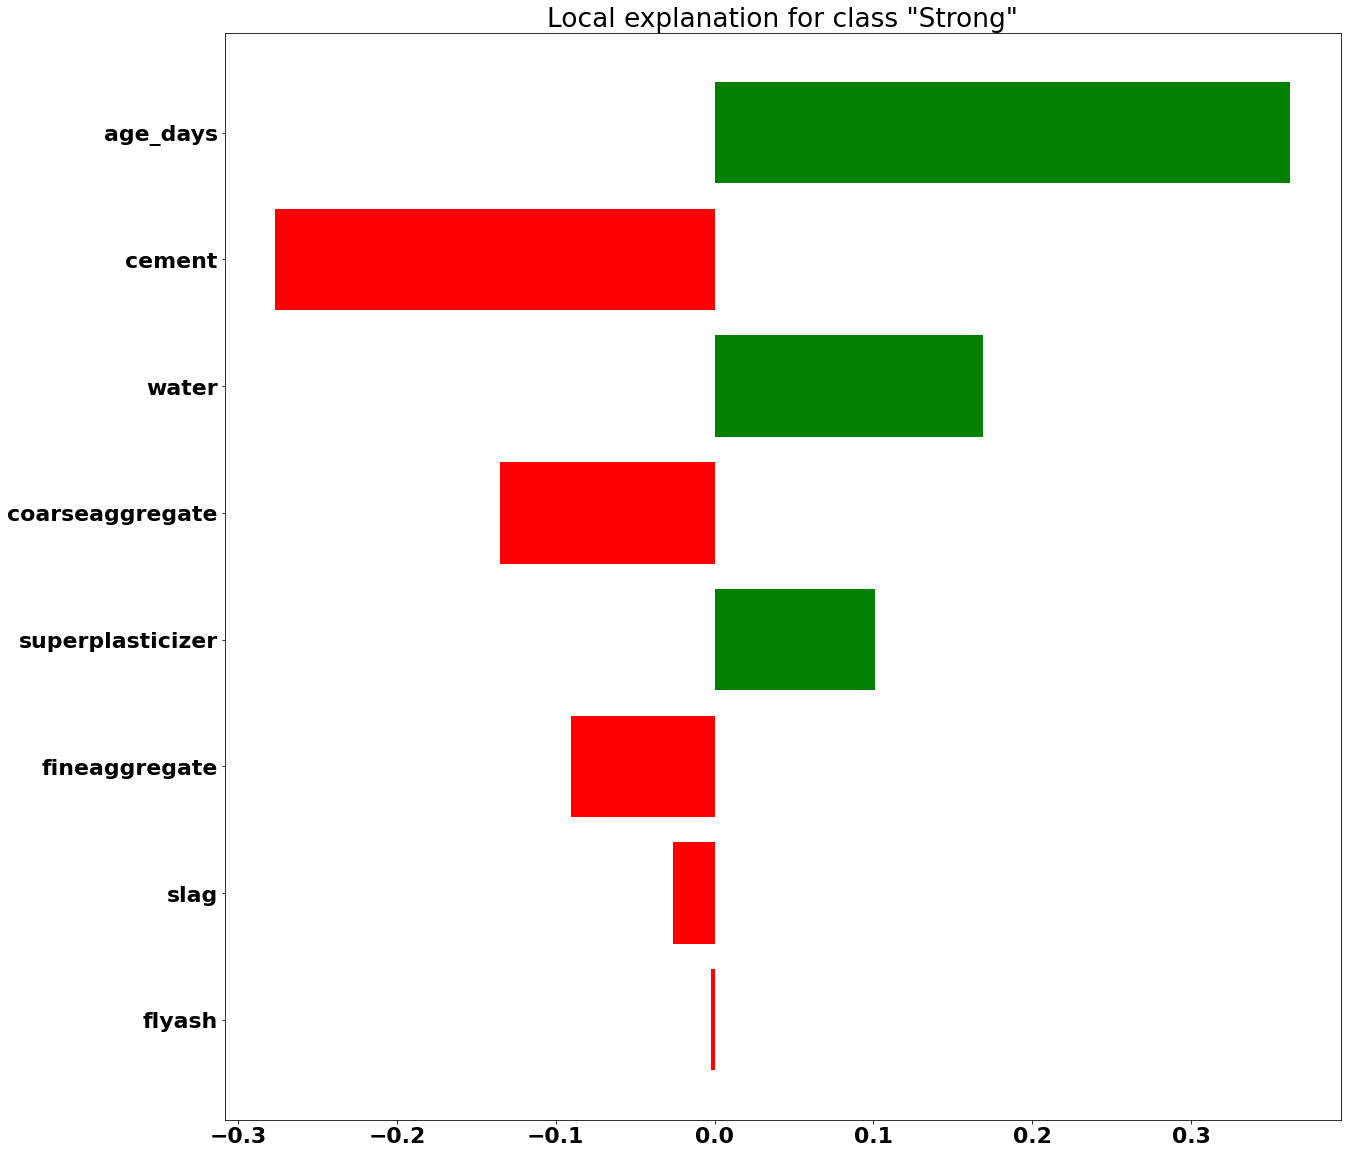 Local explanation for class "Strong"
age_days
cement
water
coarseaggregate
superplasticizer
fineaggregate
slag
flyash
−0.3 −0.2 −0.1 0.0 0.1 0.2 0.3